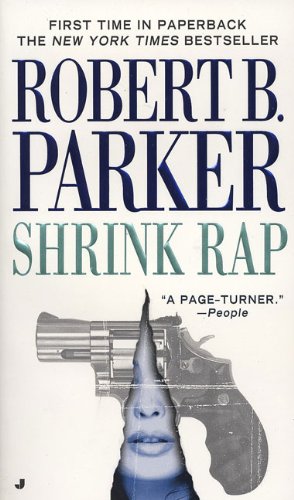 FIRST TIME IN PAPERBACK
THE NEW YORK TIMES BESTSELLER
ROBERT B.
PARKER
SHRINK RAP
"A PAGE-TURNER."
—People
J